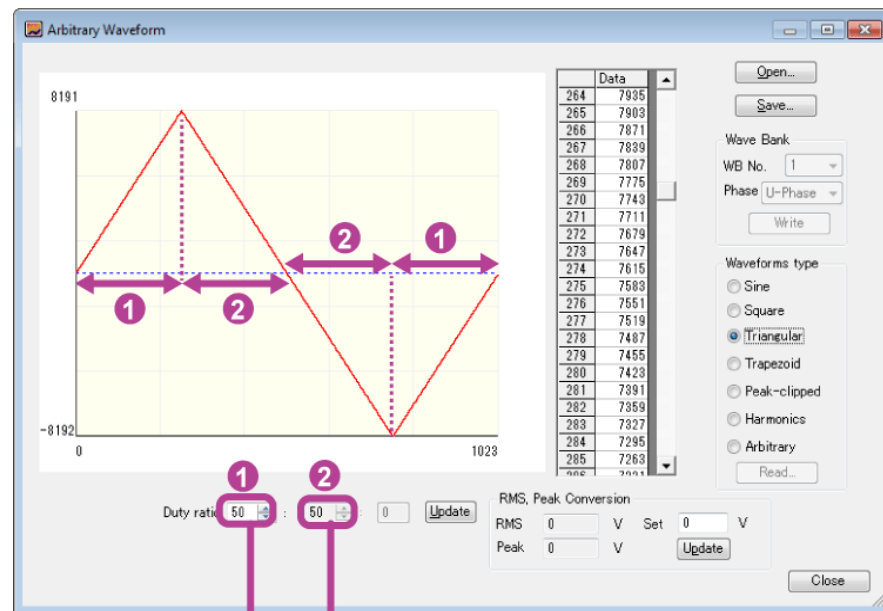 Arbitrary Waveform
8191
-8192
0
1023
1
2
2
1
Data
264 7935
265 7903
266 7871
267 7839
268 7807
269 7775
270 7743
271 7711
272 7679
273 7647
274 7615
275 7583
276 7551
277 7519
278 7487
279 7455
280 7423
281 7391
282 7359
283 7327
284 7295
285 7263
Open...
Save...
Wave Bank
WB No. 1
Phase U-Phase
Write
Waveforms type
Sine
Square
Triangular
Trapezoid
Peak-clipped
Harmonics
Arbitrary
Read...
1 2
Duty ratio 50 : 50 : 0 Update
RMS, Peak Conversion
RMS 0 V Set 0 V
Peak 0 V Update
Close